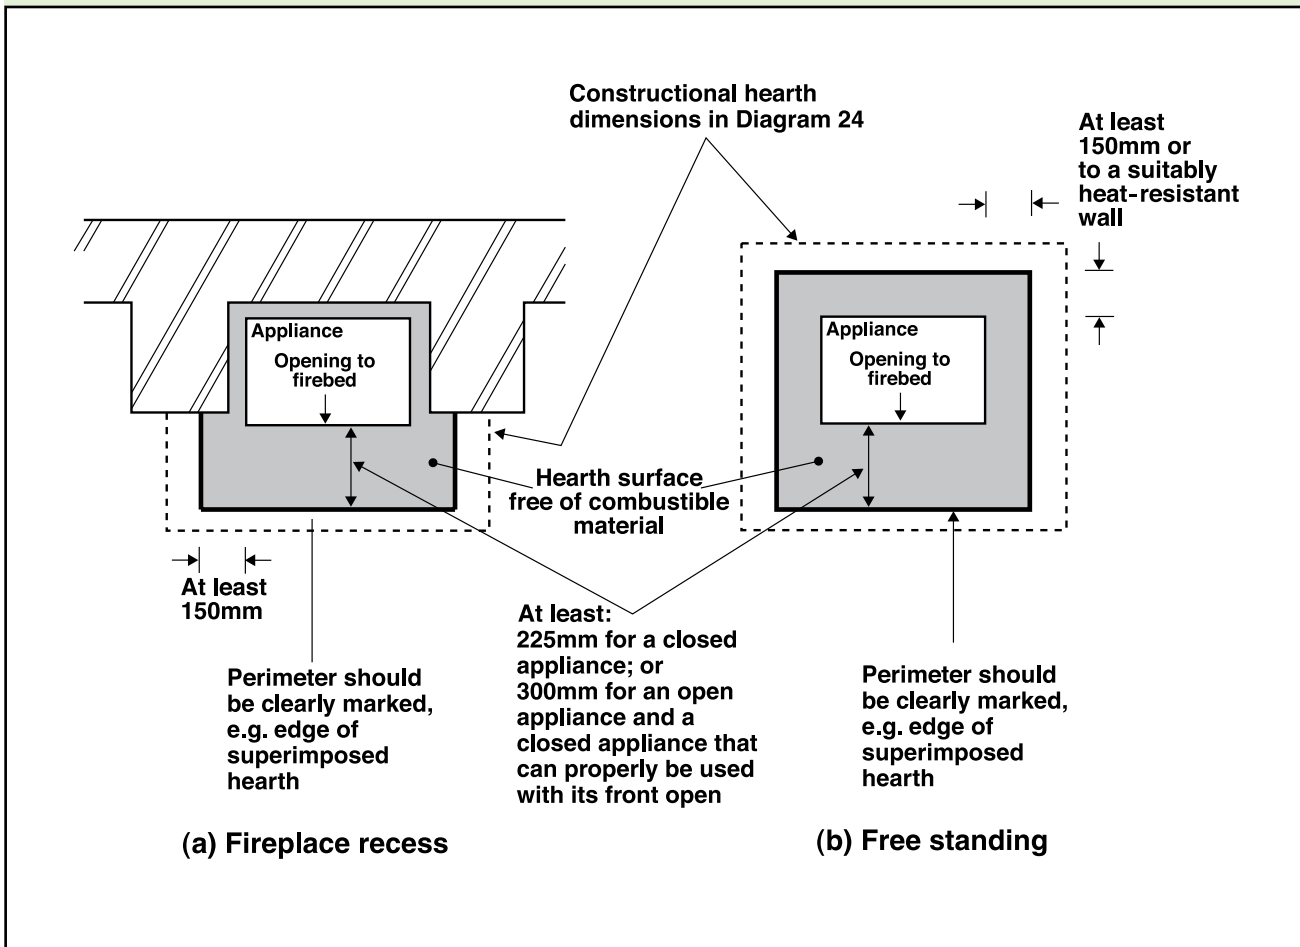 Constructional hearth
dimensions in Diagram 24
At least
150mm or
to a suitably
heat-resistant
wall
Appliance
Opening to
firebed
Appliance
Opening to
firebed
Hearth surface
free of combustible
material
At least
150mm
At least:
225mm for a closed
appliance; or
300mm for an open
appliance and a
closed appliance that
can properly be used
with its front open
Perimeter should
be clearly marked,
e.g. edge of
superimposed
hearth
Perimeter should
be clearly marked,
e.g. edge of
superimposed
hearth
(a) Fireplace recess
(b) Free standing